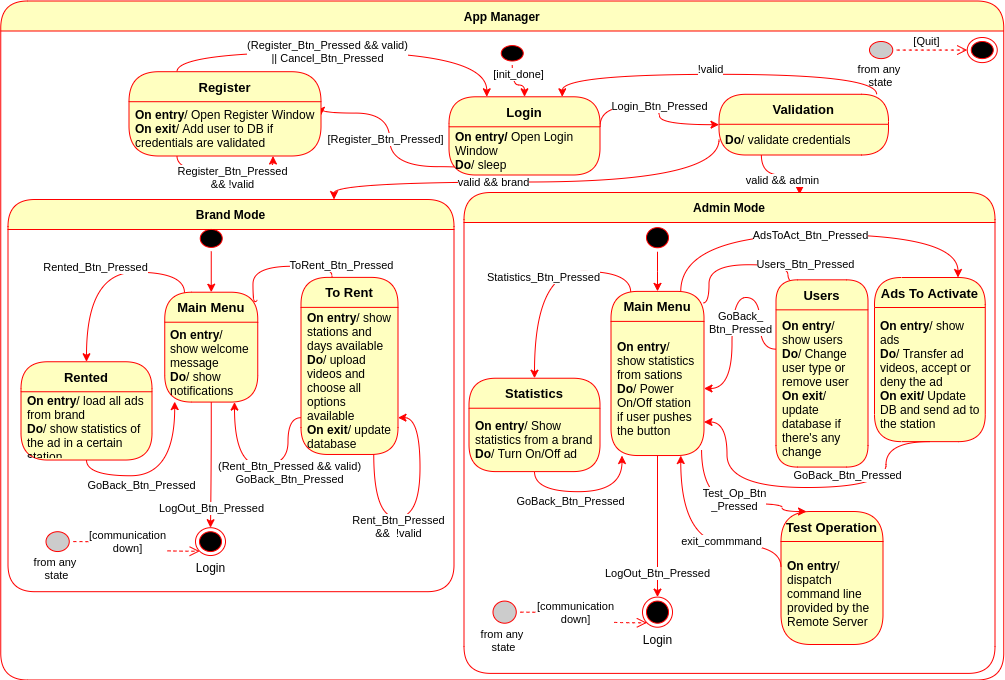 App Manager
(Register_Btn_Pressed && valid)
|| Cancel_Btn_Pressed
[init_done]
[Quit]
from any
state
Register
On entry/ Open Register Window
On exit/ Add user to DB if
credentials are validated
[Register_Btn_Pressed]
Register_Btn_Pressed
&& !valid
Login
On entry/ Open Login
Window
Do/ sleep
!valid
Login_Btn_Pressed
Validation
Do/ validate credentials
valid && brand
valid && admin
Brand Mode
Rented_Btn_Pressed
ToRent_Btn_Pressed
Main Menu
On entry/
show welcome
message
Do/ show
notifications
To Rent
On entry/ show
stations and
days available
Do/ upload
videos and
choose all
options
available
On exit/ update
database
Rented
On entry/ load all ads
from brand
Do/ show statistics of
the ad in a certain
station
GoBack_Btn_Pressed
(Rent_Btn_Pressed && valid)
GoBack_Btn_Pressed
LogOut_Btn_Pressed
Rent_Btn_Pressed
&& !valid
from any
state
[communication
down]
Login
Admin Mode
AdsToAct_Btn_Pressed
Statistics_Btn_Pressed
Users_Btn_Pressed
Main Menu
On entry/
show statistics
from sations
Do/ Power
On/Off station
if user pushes
the button
GoBack_
Btn_Pressed
Users
On entry/
show users
Do/ Change
user type or
remove user
On exit/
update
database if
there's any
change
Ads To Activate
On entry/ show
ads
Do/ Transfer ad
videos, accept or
deny the ad
On exit/ Update
DB and send ad to
the station
Statistics
On entry/ Show
statistics from a brand
Do/ Turn On/Off ad
GoBack_Btn_Pressed
GoBack_Btn_Pressed
Test_Op_Btn
_Pressed
exit_commmand
Test Operation
On entry/
dispatch
command line
provided by the
Remote Server
LogOut_Btn_Pressed
from any
state
[communication
down]
Login